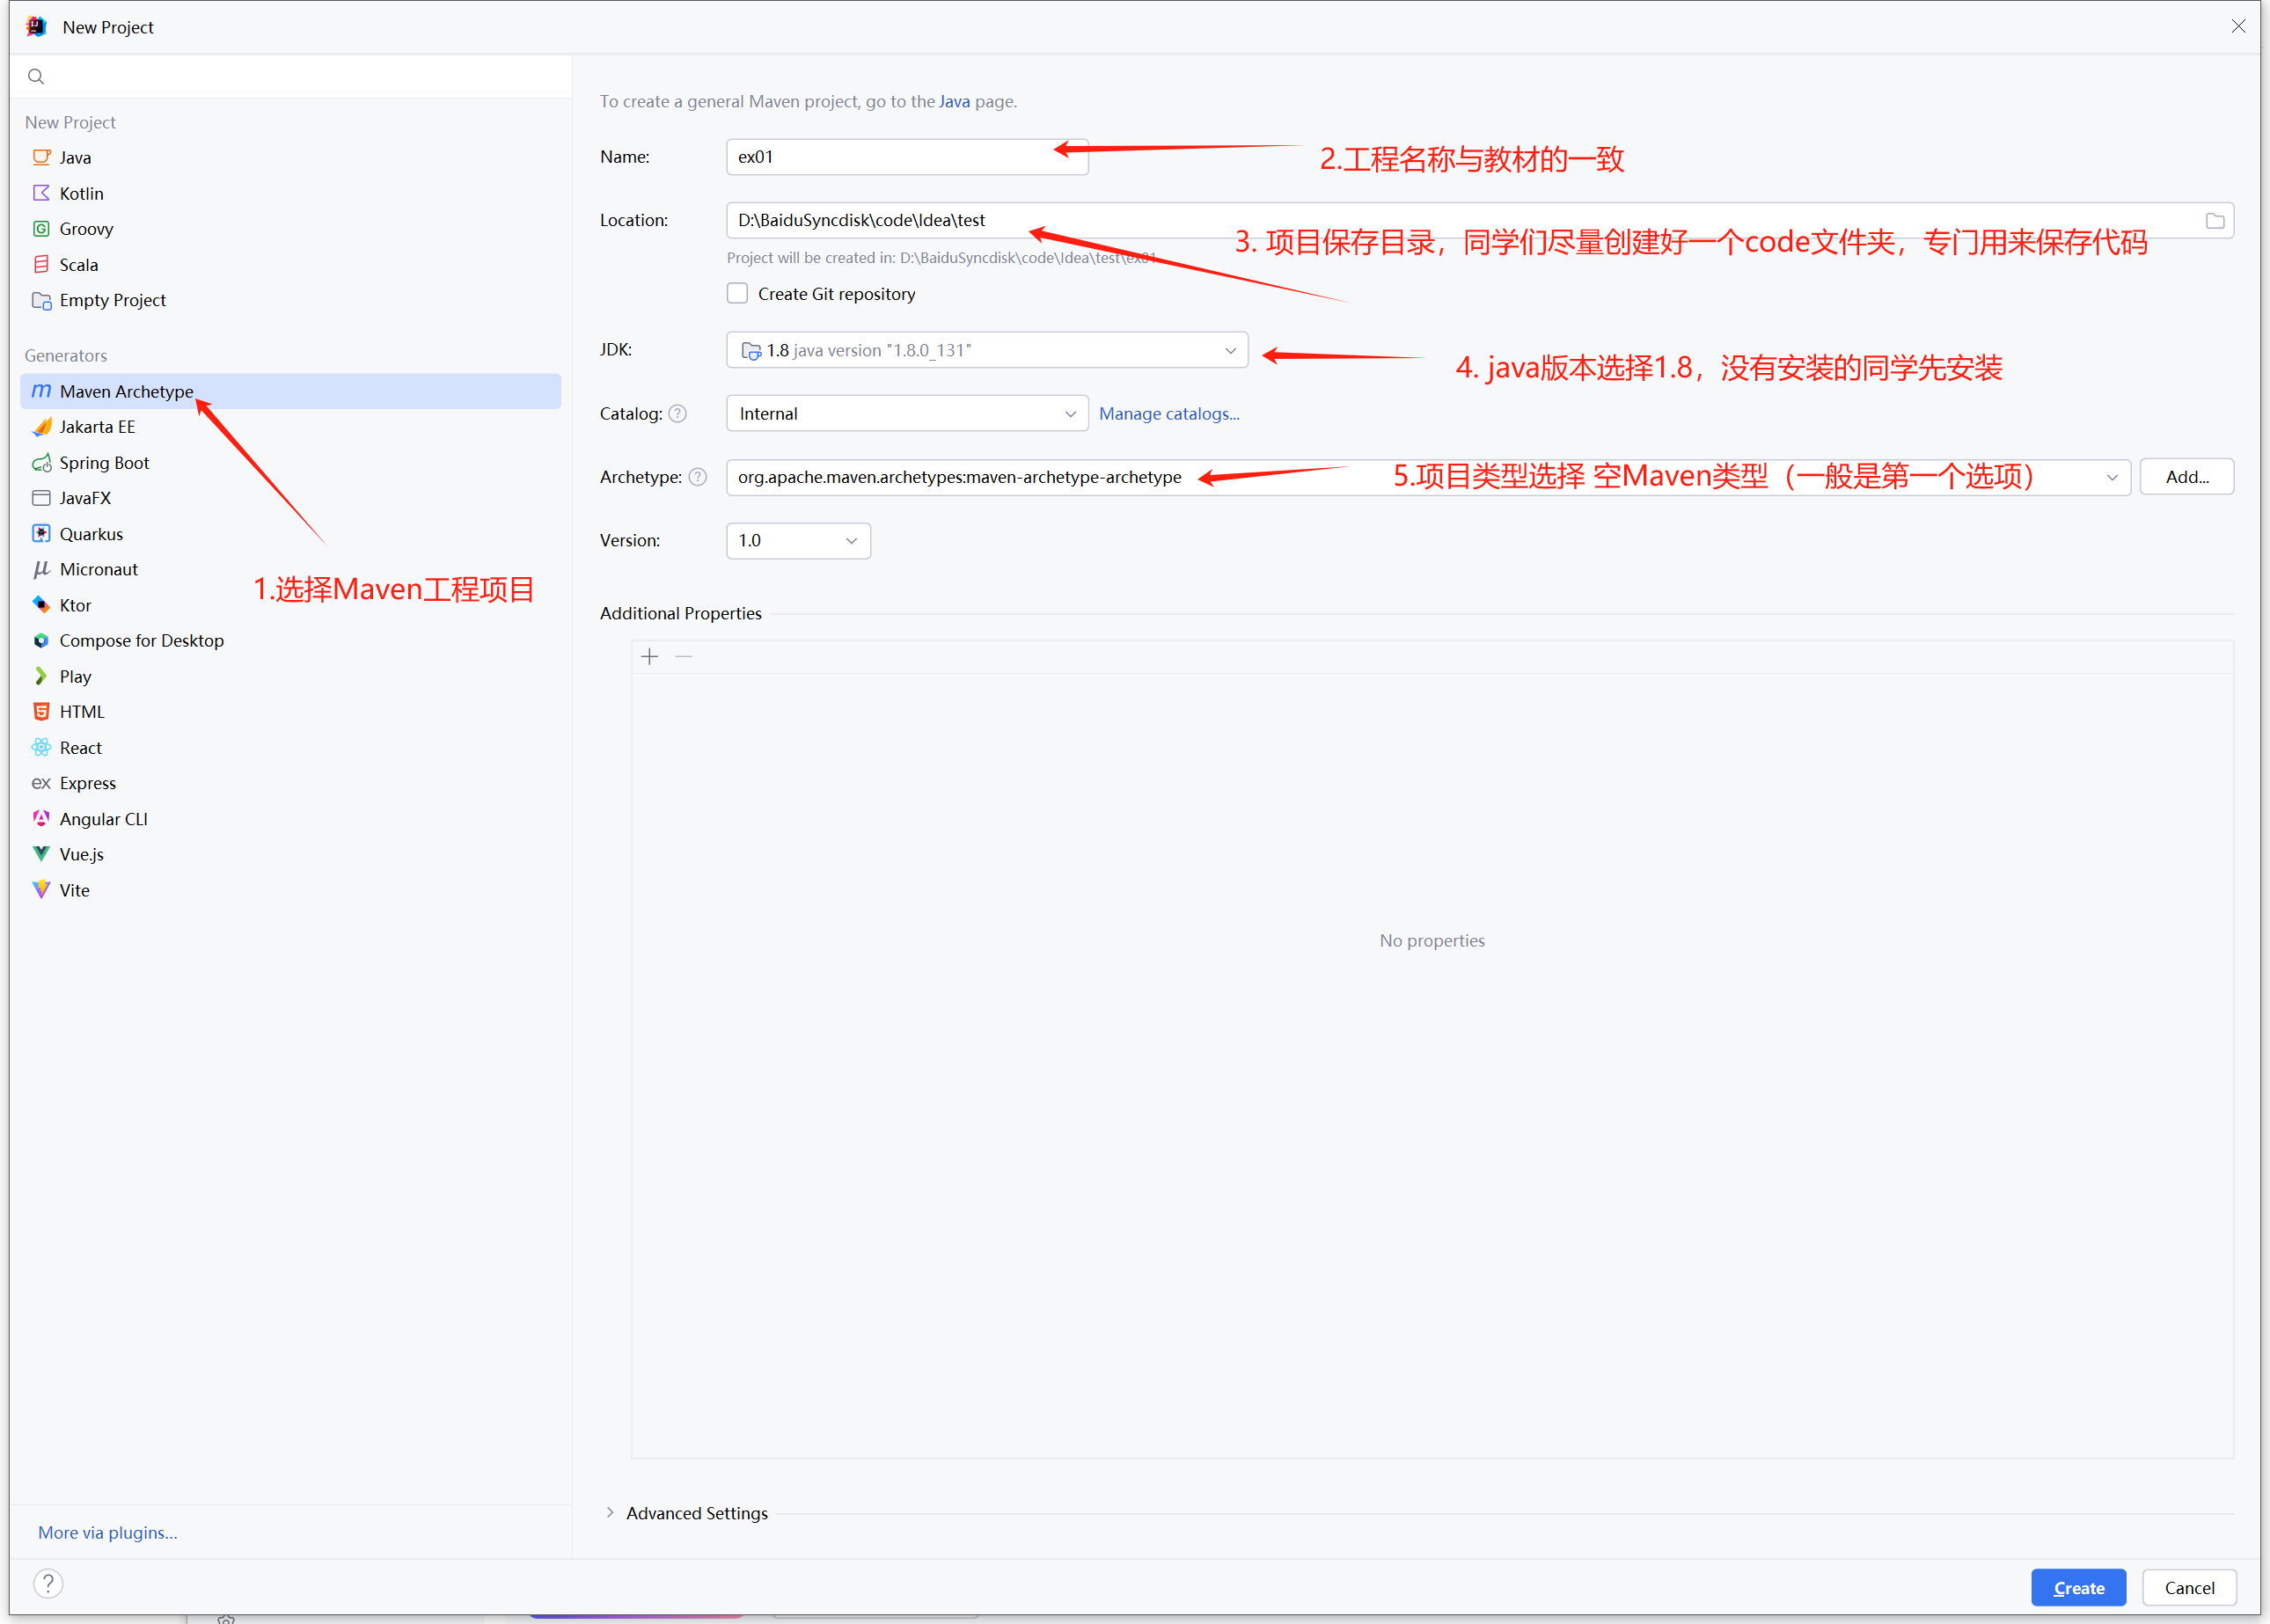 New Project
New Project
Java
Kotlin
Groovy
Scala
Empty Project
Generators
Maven Archetype
Jakarta EE
Spring Boot
JavaFX
Quarkus
Micronaut
Ktor
Compose for Desktop
Play
HTML
React
Express
Angular CLI
Vue.js
Vite
More via plugins...
1.选择Maven工程项目
To create a general Maven project, go to the Java page.
Name: ex01
2.工程名称与教材的一致
Location: D:\BaiduSyncdisk\code\Idea\test
3. 项目保存目录，同学们尽量创建好一个code文件夹，专门用来保存代码
Project will be created in: D:\BaiduSyncdisk\code\Idea\test\ex01
Create Git repository
JDK: 1.8 java version "1.8.0_131"
4. java版本选择1.8，没有安装的同学先安装
Catalog: ? Internal Manage catalogs...
Archetype: ? org.apache.maven.archetypes:maven-archetype-archetype
5.项目类型选择 空Maven类型（一般是第一个选项）
Add...
Version: 1.0
Additional Properties
No properties
Advanced Settings
?
Create
Cancel